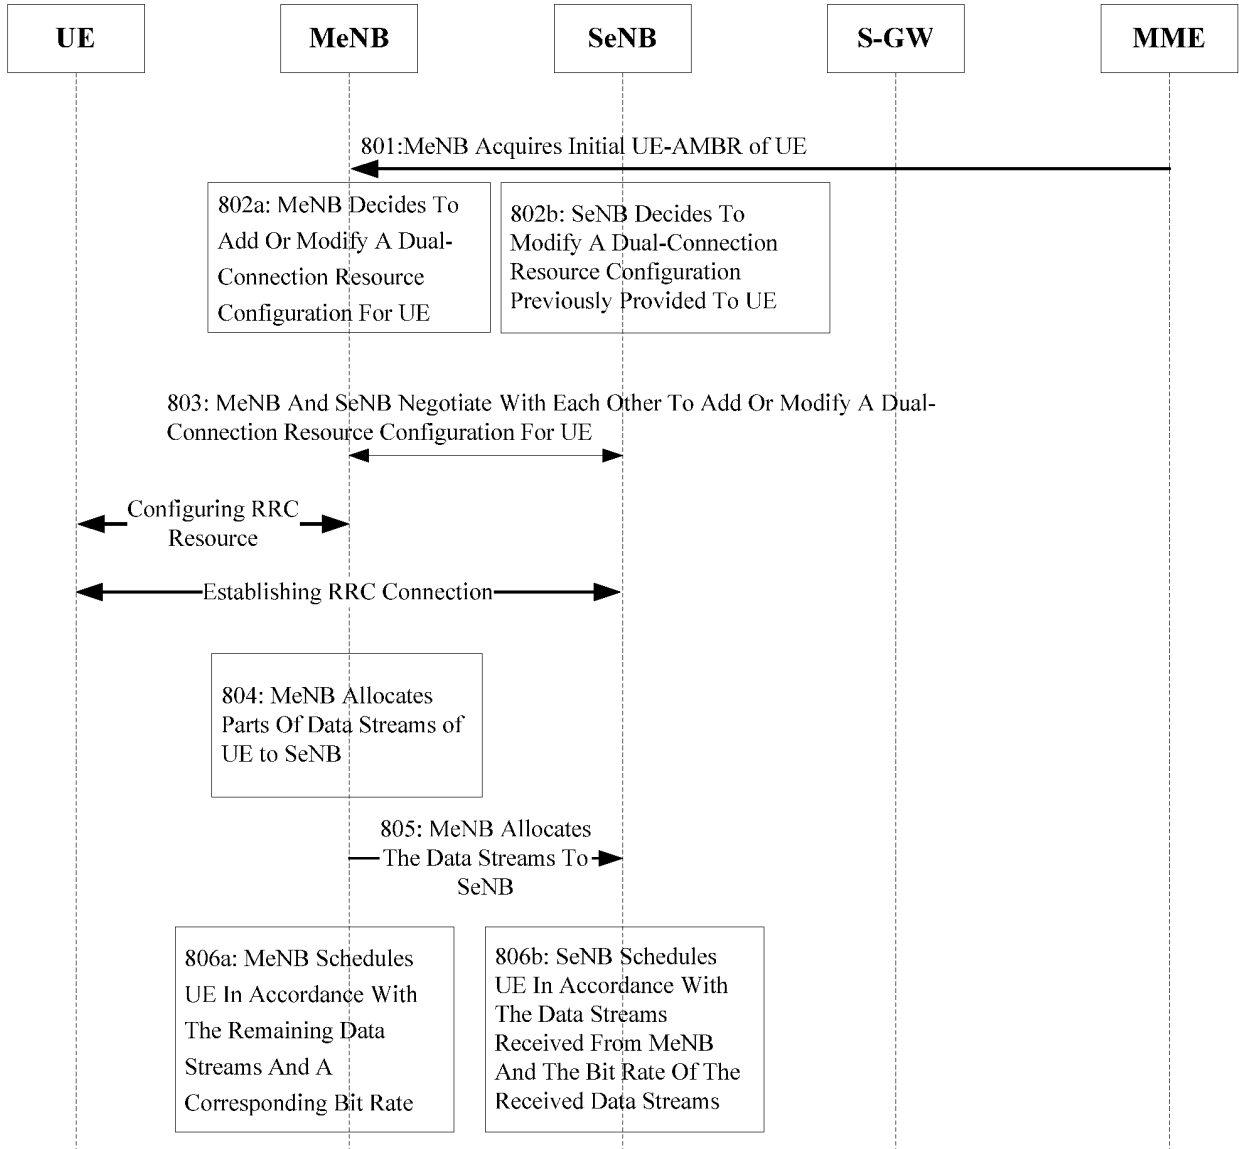 UE
MeNB
SeNB
S-GW
MME
801:MeNB Acquires Initial UE-AMBR of UE
802a: MeNB Decides To
Add Or Modify A Dual-
Connection Resource
Configuration For UE
802b: SeNB Decides To
Modify A Dual-Connection
Resource Configuration
Previously Provided To UE
803: MeNB And SeNB Negotiate With Each Other To Add Or Modify A Dual-
Connection Resource Configuration For UE
Configuring RRC
Resource
Establishing RRC Connection
804: MeNB Allocates
Parts Of Data Streams of
UE to SeNB
805: MeNB Allocates
The Data Streams To
SeNB
806a: MeNB Schedules
UE In Accordance With
The Remaining Data
Streams And A
Corresponding Bit Rate
806b: SeNB Schedules
UE In Accordance With
The Data Streams
Received From MeNB
And The Bit Rate Of The
Received Data Streams